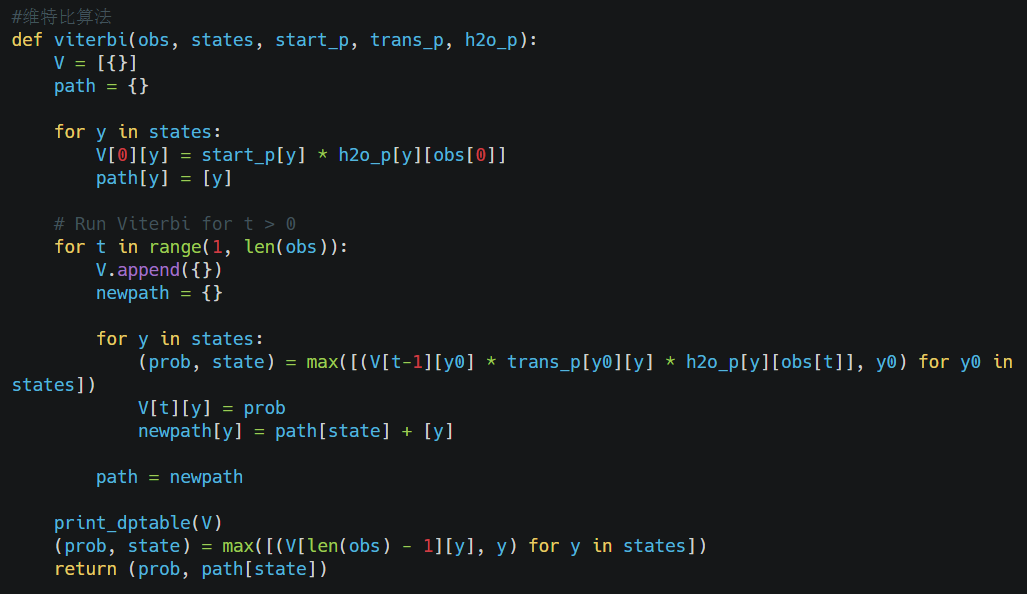 #维特比算法
def viterbi(obs, states, start_p, trans_p, h2o_p):
    V = [{}]
    path = {}
    for y in states:
        V[0][y] = start_p[y] * h2o_p[y][obs[0]]
        path[y] = [y]
    # Run Viterbi for t > 0
    for t in range(1, len(obs)):
        V.append({})
        newpath = {}
        for y in states:
            (prob, state) = max([(V[t-1][y0] * trans_p[y0][y] * h2o_p[y][obs[t]], y0) for y0 in
states])
            V[t][y] = prob
            newpath[y] = path[state] + [y]
        path = newpath
    print_dptable(V)
    (prob, state) = max([(V[len(obs) - 1][y], y) for y in states])
    return (prob, path[state])